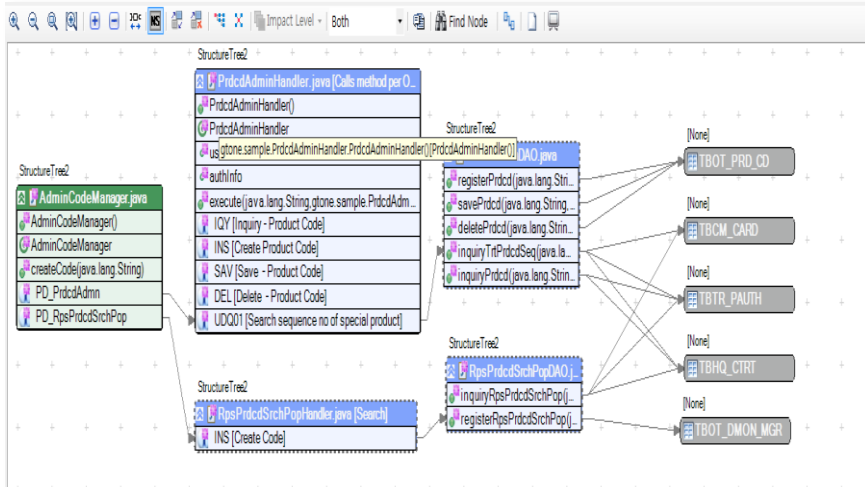 Impact Level
Both
Find Node
StructureTree2
PrdcdAdminHandler.java [Calls method per O...
PrdcdAdminHandler()
PrdcdAdminHandler
us
gtone.sample.PrdcdAdminHandler.PrdcdAdminHandler()[PrdcdAdminHandler()]
authInfo
execute(java.lang.String,gtone.sample.PrdcdAdm...
IQY [Inquiry - Product Code]
INS [Create Product Code]
SAV [Save - Product Code]
DEL [Delete - Product Code]
UDQ01 [Search sequence no of special product]
StructureTree2
AdminCodeManager.java
AdminCodeManager()
AdminCodeManager
createCode(java.lang.String)
PD_PrdcdAdmn
PD_RpsPrdcdSrchPop
StructureTree2
RpsPrdcdSrchPopHandler.java [Search]
INS [Create Code]
StructureTree2
DAO.java
registerPrdcd(java.lang.Stri...
savePrdcd(java.lang.String,...
deletePrdcd(java.lang.Strin...
inquiryTrtPrdcdSeq(java.la...
inquiryPrdcd(java.lang.Strin...
StructureTree2
RpsPrdcdSrchPopDAO.j...
inquiryRpsPrdcdSrchPop(j...
registerRpsPrdcdSrchPop(j...
[None]
TBOT_PRD_CD
[None]
TBCM_CARD
[None]
TBTR_PAUTH
[None]
TBHQ_CTRT
[None]
TBOT_DMON_MGR